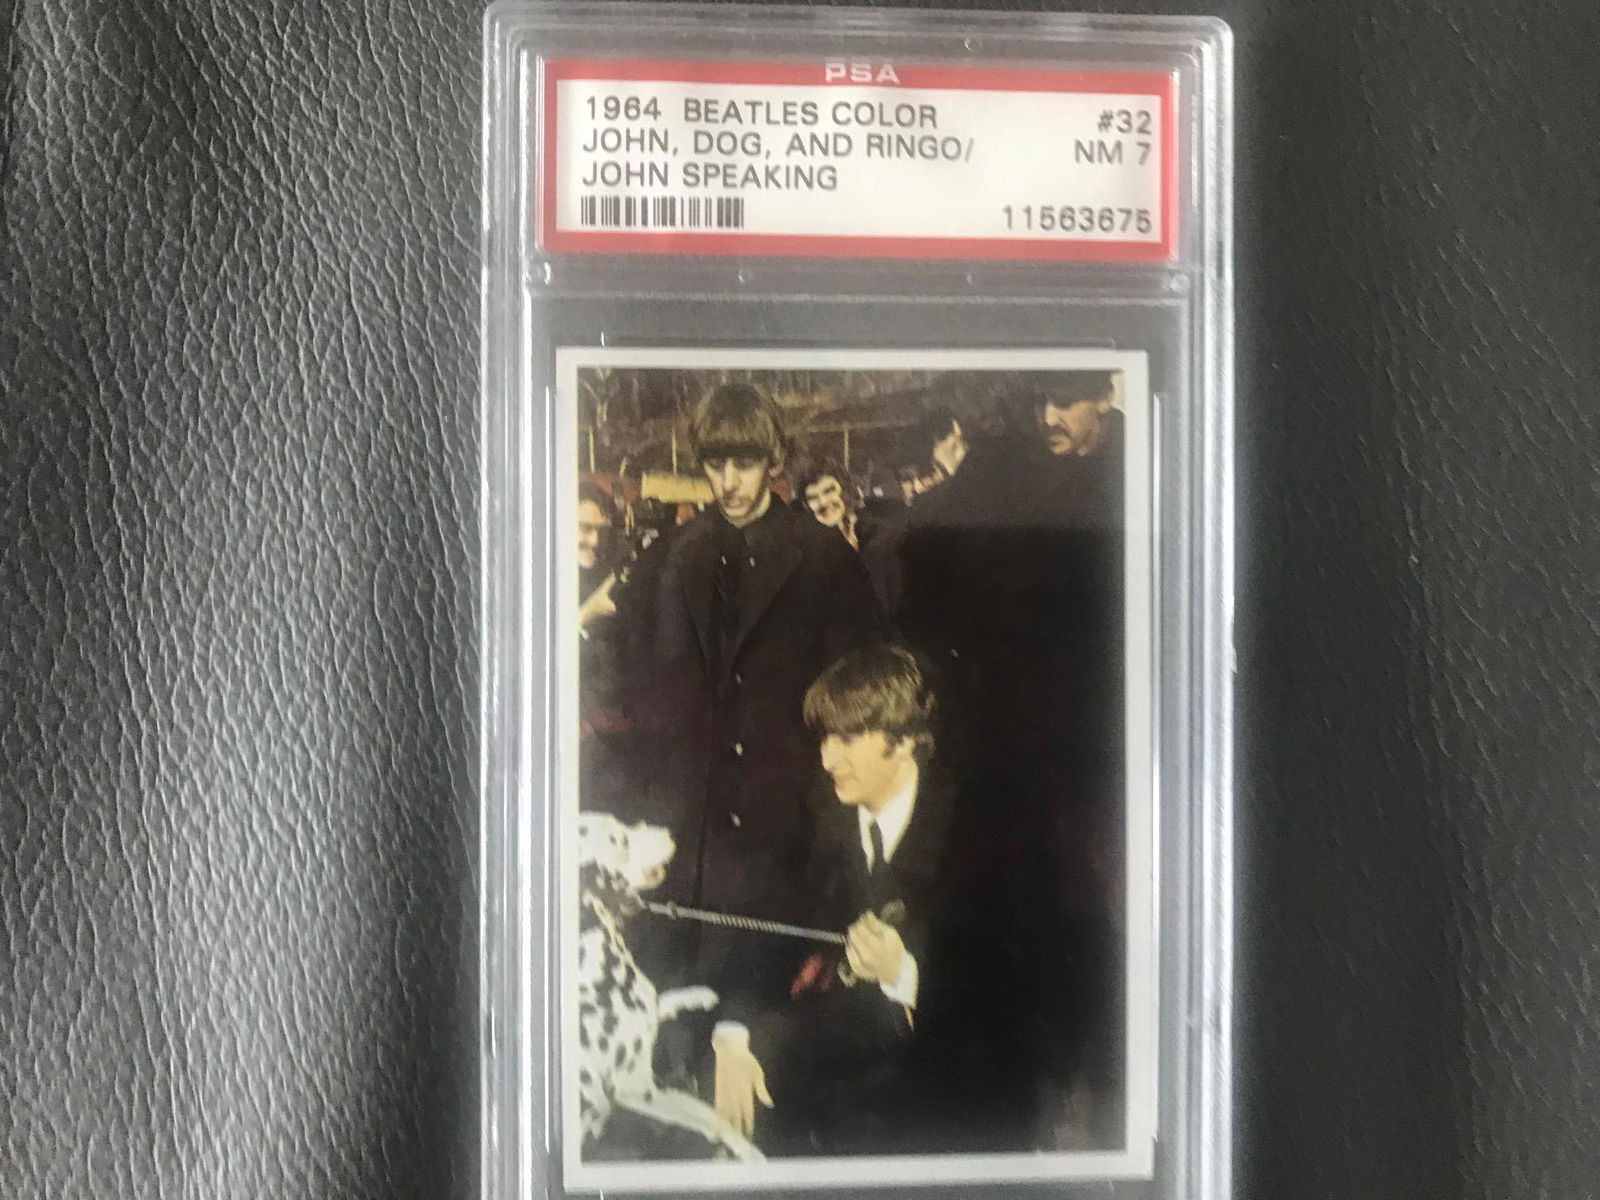 PSA
1964 BEATLES COLOR #32
JOHN, DOG, AND RINGO/ NM 7
JOHN SPEAKING
11563675